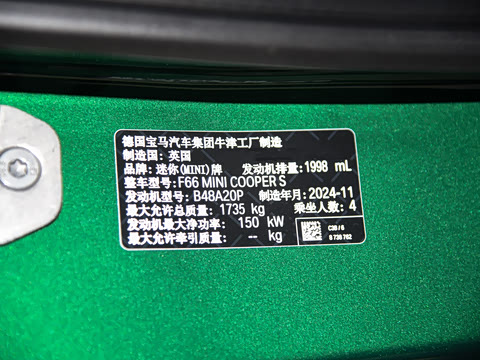 德国宝马汽车集团牛津工厂制造
制造国: 英国
品牌: 迷你(MINI)牌 发动机排量: 1998 mL
整车型号: F66 MINI COOPER S
发动机型号: B48A20P 制造年月: 2024-11
最大允许总质量: 1735 kg 乘坐人数: 4
发动机最大净功率: 150 kW
最大允许牵引质量: -- kg
C38 / 6
9 738 762